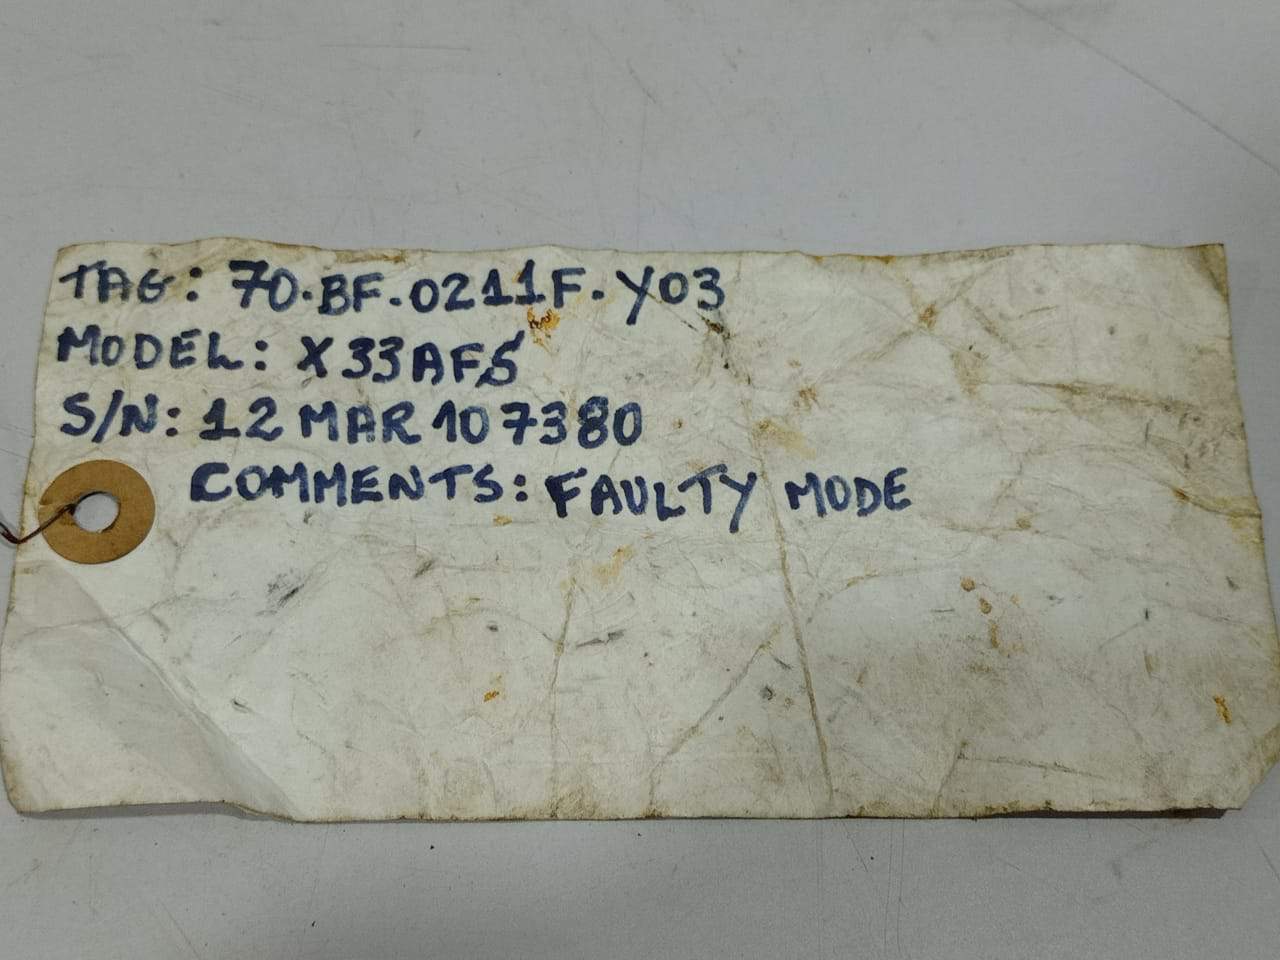 TAG: 70.BF.0211F.Y03
MODEL: X33AFS
S/N: 12MAR107380
COMMENTS: FAULTY MODE